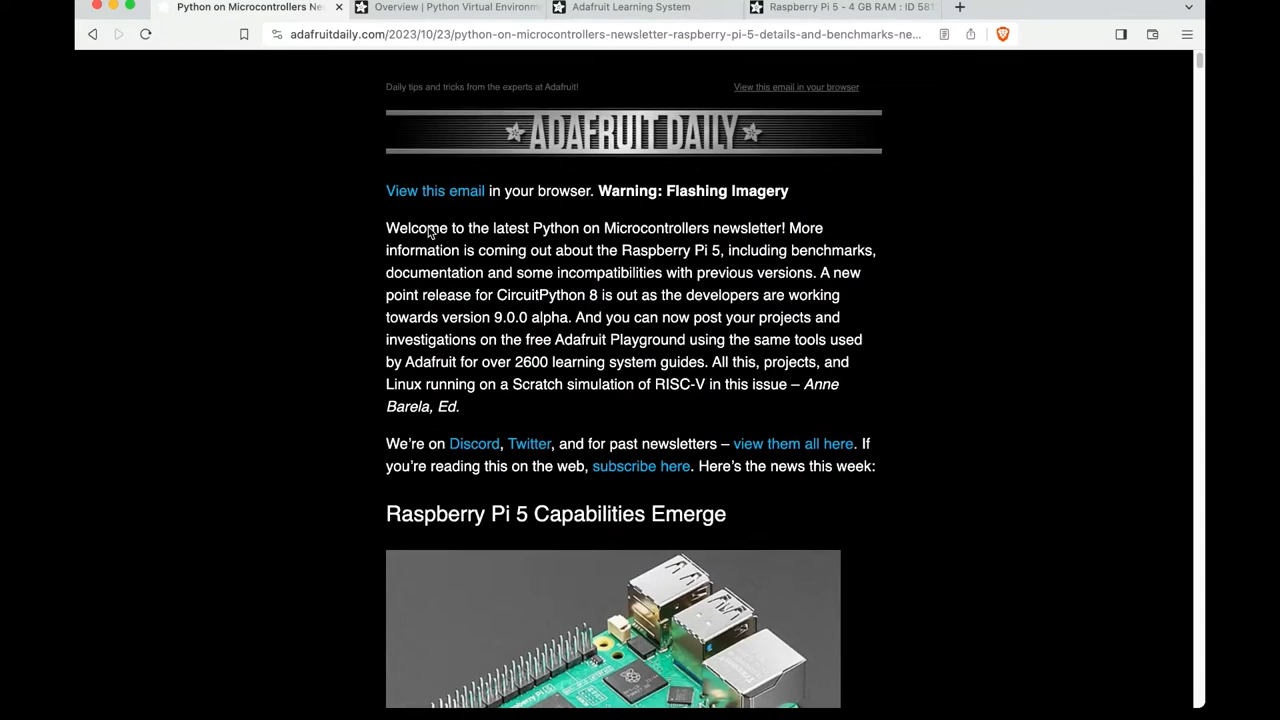 Python on Microcontrollers Ne
Overview | Python Virtual Environm
Adafruit Learning System
Raspberry Pi 5 - 4 GB RAM : ID 581
adafruitdaily.com/2023/10/23/python-on-microcontrollers-newsletter-raspberry-pi-5-details-and-benchmarks-ne...
Daily tips and tricks from the experts at Adafruit!
View this email in your browser
ADAFRUIT DAILY
View this email in your browser. Warning: Flashing Imagery
Welcome to the latest Python on Microcontrollers newsletter! More
information is coming out about the Raspberry Pi 5, including benchmarks,
documentation and some incompatibilities with previous versions. A new
point release for CircuitPython 8 is out as the developers are working
towards version 9.0.0 alpha. And you can now post your projects and
investigations on the free Adafruit Playground using the same tools used
by Adafruit for over 2600 learning system guides. All this, projects, and
Linux running on a Scratch simulation of RISC-V in this issue – Anne
Barela, Ed.
We're on Discord, Twitter, and for past newsletters – view them all here. If
you're reading this on the web, subscribe here. Here's the news this week:
Raspberry Pi 5 Capabilities Emerge